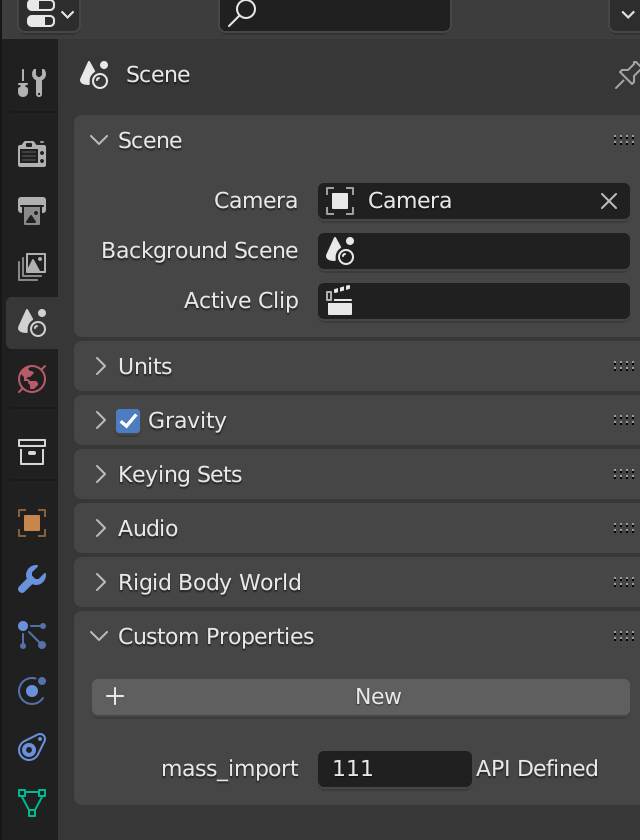 Scene
Scene
Camera Camera
Background Scene
Active Clip
Units
Gravity
Keying Sets
Audio
Rigid Body World
Custom Properties
New
mass_import 111 API Defined